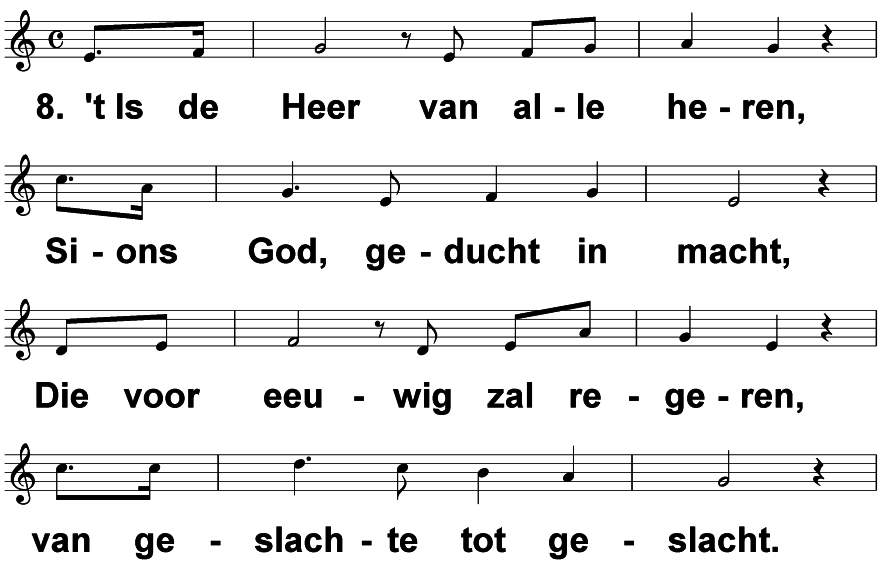 8. 't Is de Heer van al - le he - ren,
Si - ons God, ge - ducht in macht,
Die voor eeu - wig zal re - ge - ren,
van ge - slach - te tot ge - slacht.